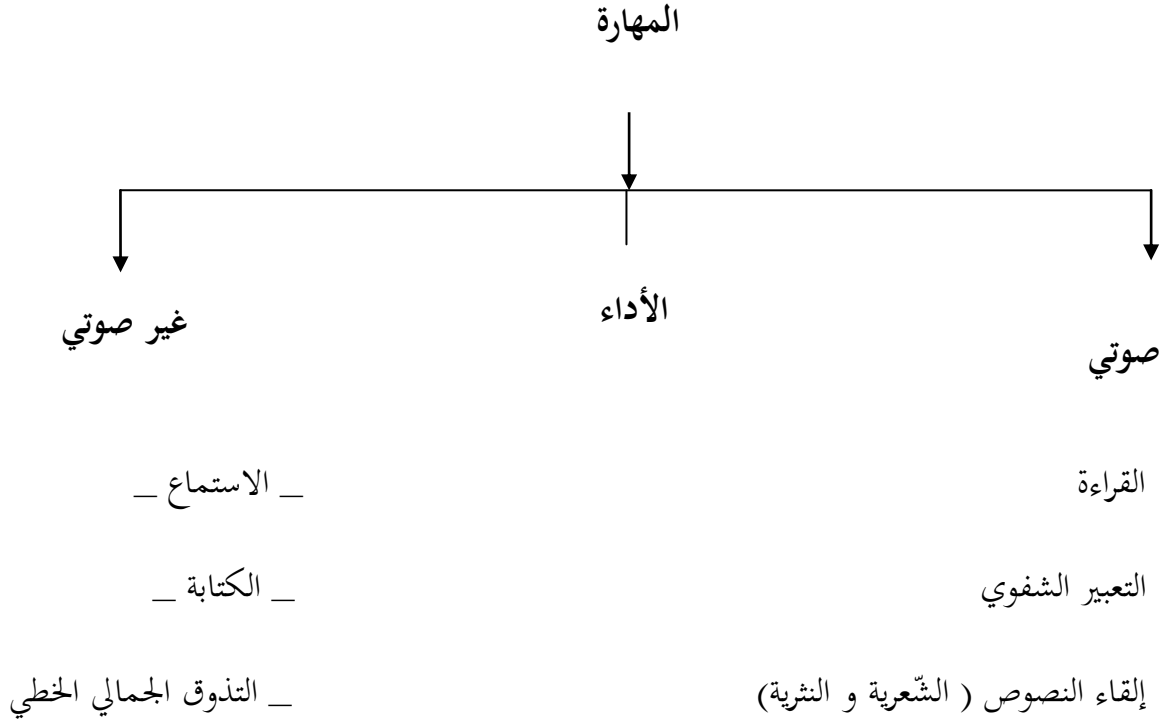 المهارة
صوتي
الأداء
غير صوتي
القراءة
_ الاستماع _
التعبير الشفوي
_ الكتابة _
إلقاء النصوص ( الشّعرية و النثرية)
_ التذوق الجمالي الخطي